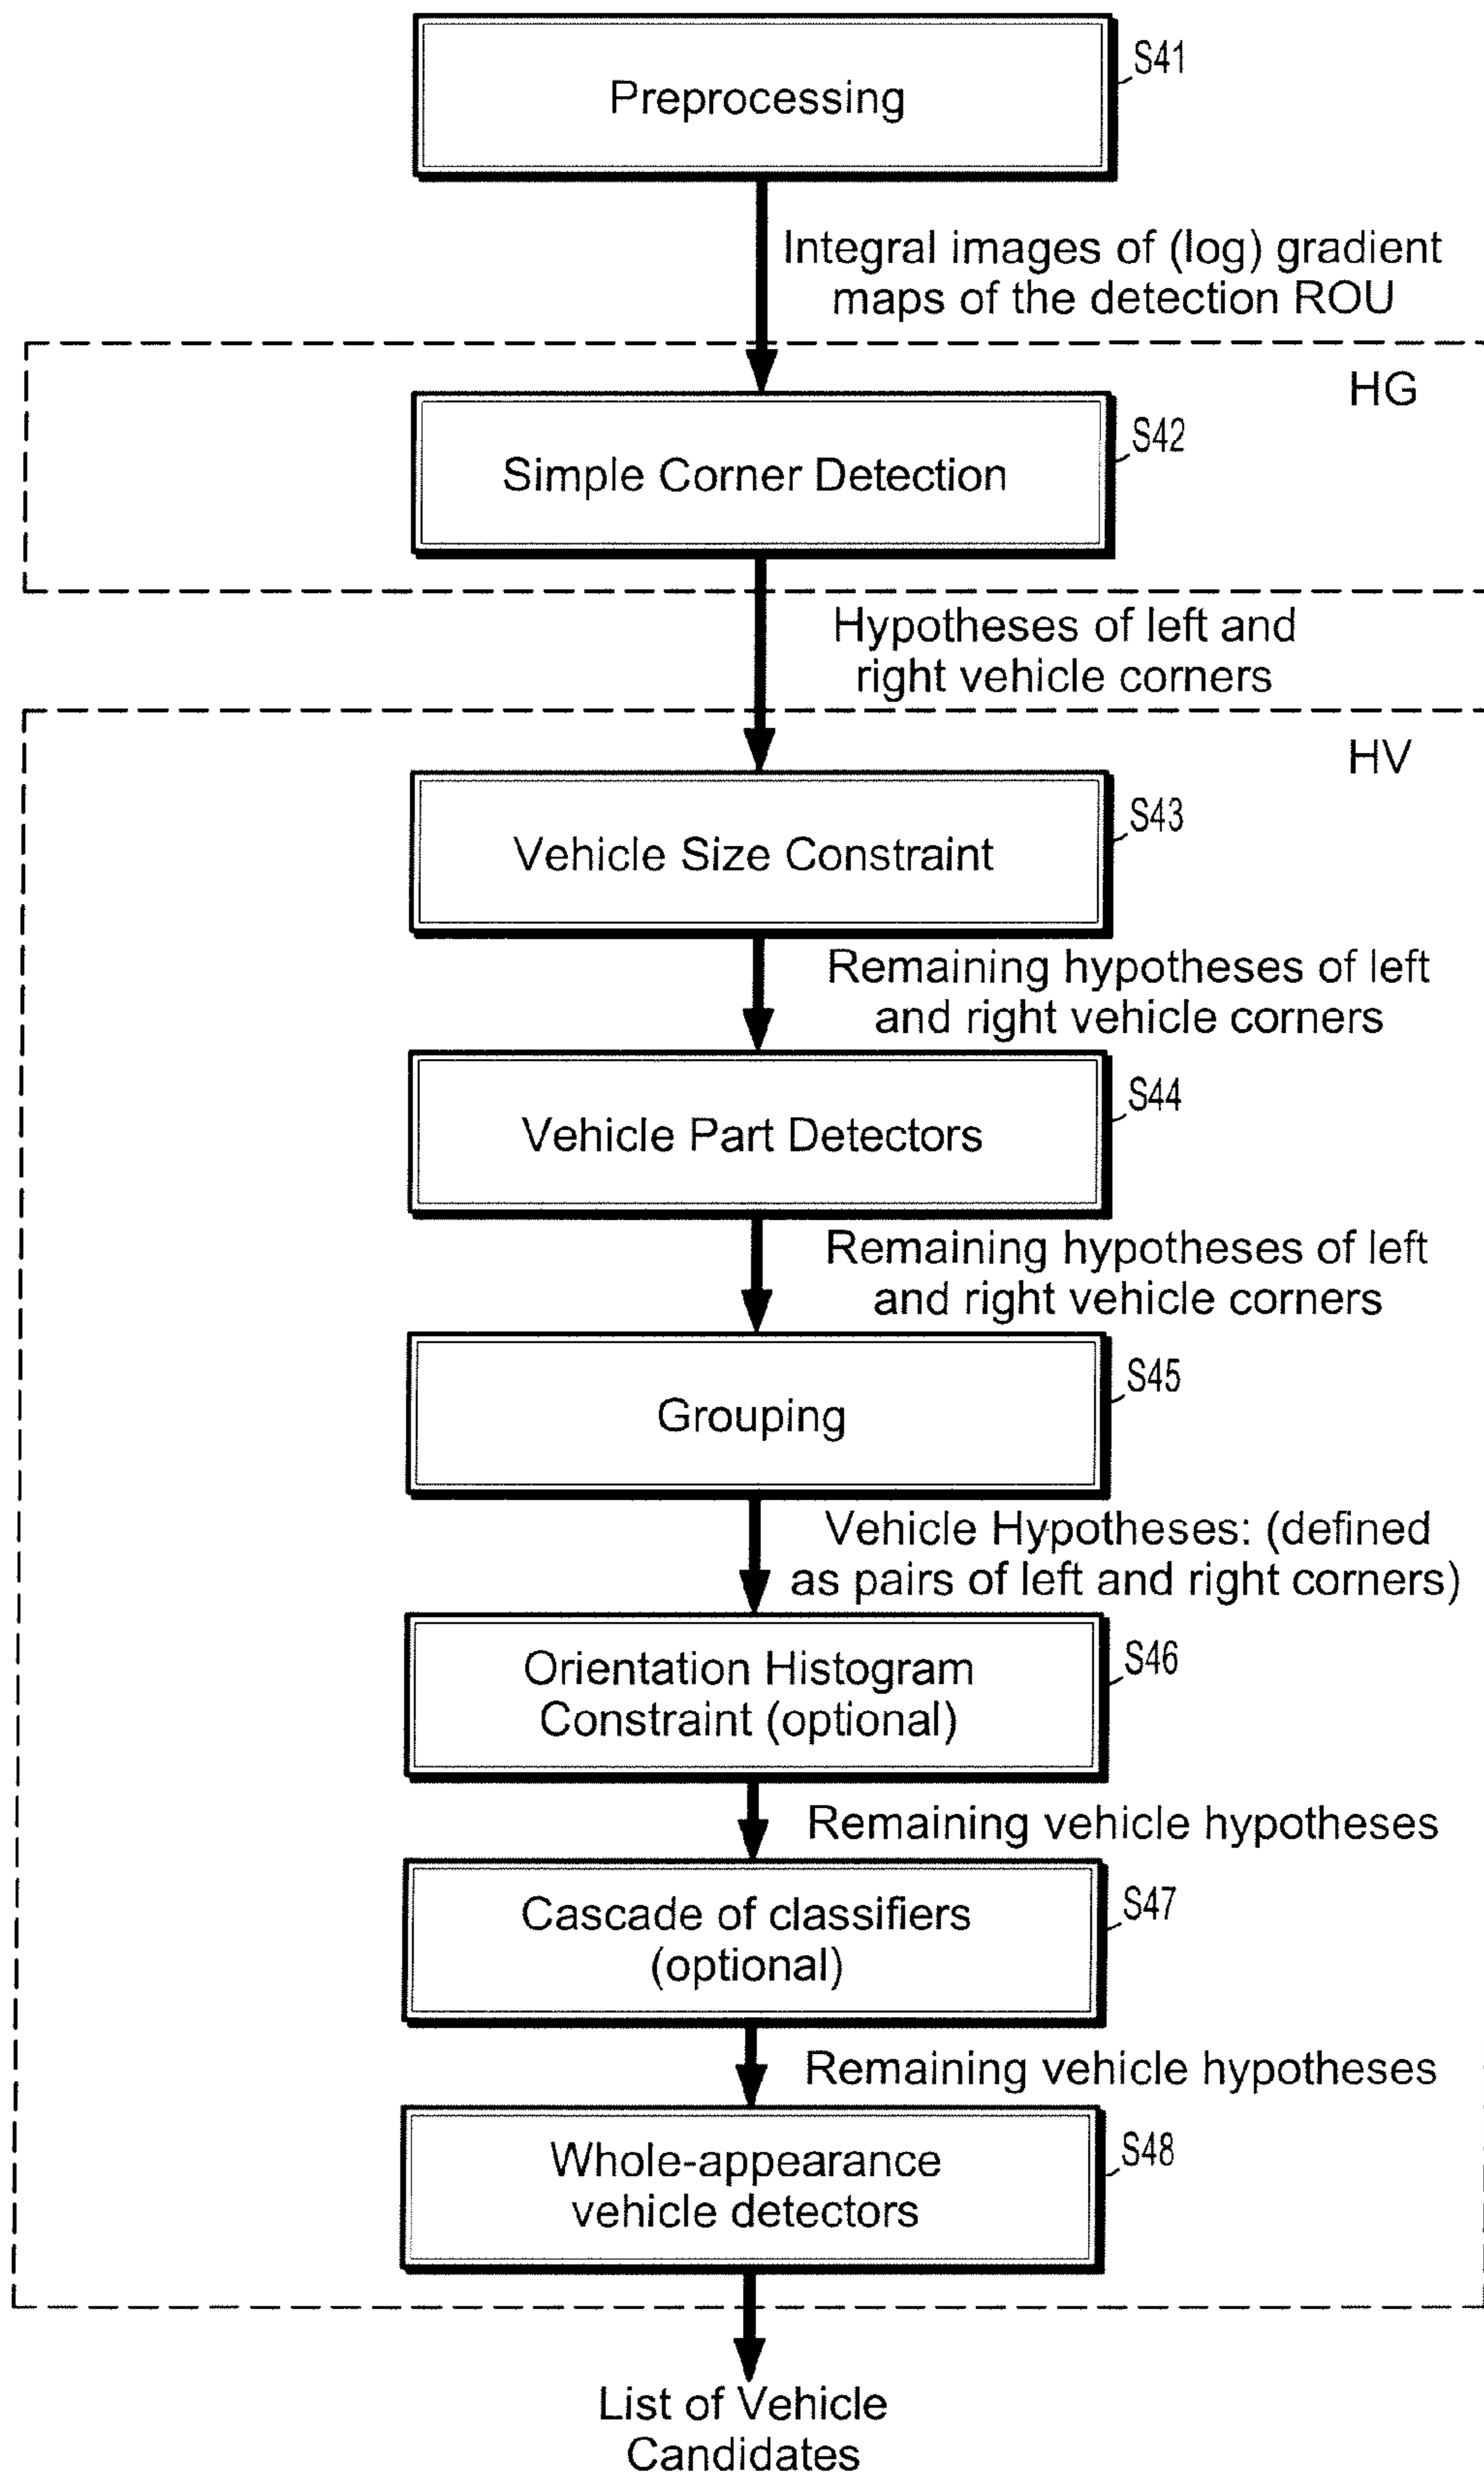 Preprocessing
S41
Integral images of (log) gradient
maps of the detection ROU
HG
Simple Corner Detection
S42
Hypotheses of left and
right vehicle corners
HV
Vehicle Size Constraint
S43
Remaining hypotheses of left
and right vehicle corners
Vehicle Part Detectors
S44
Remaining hypotheses of left
and right vehicle corners
Grouping
S45
Vehicle Hypotheses: (defined
as pairs of left and right corners)
Orientation Histogram
Constraint (optional)
S46
Remaining vehicle hypotheses
Cascade of classifiers
(optional)
S47
Remaining vehicle hypotheses
Whole-appearance
vehicle detectors
S48
List of Vehicle
Candidates